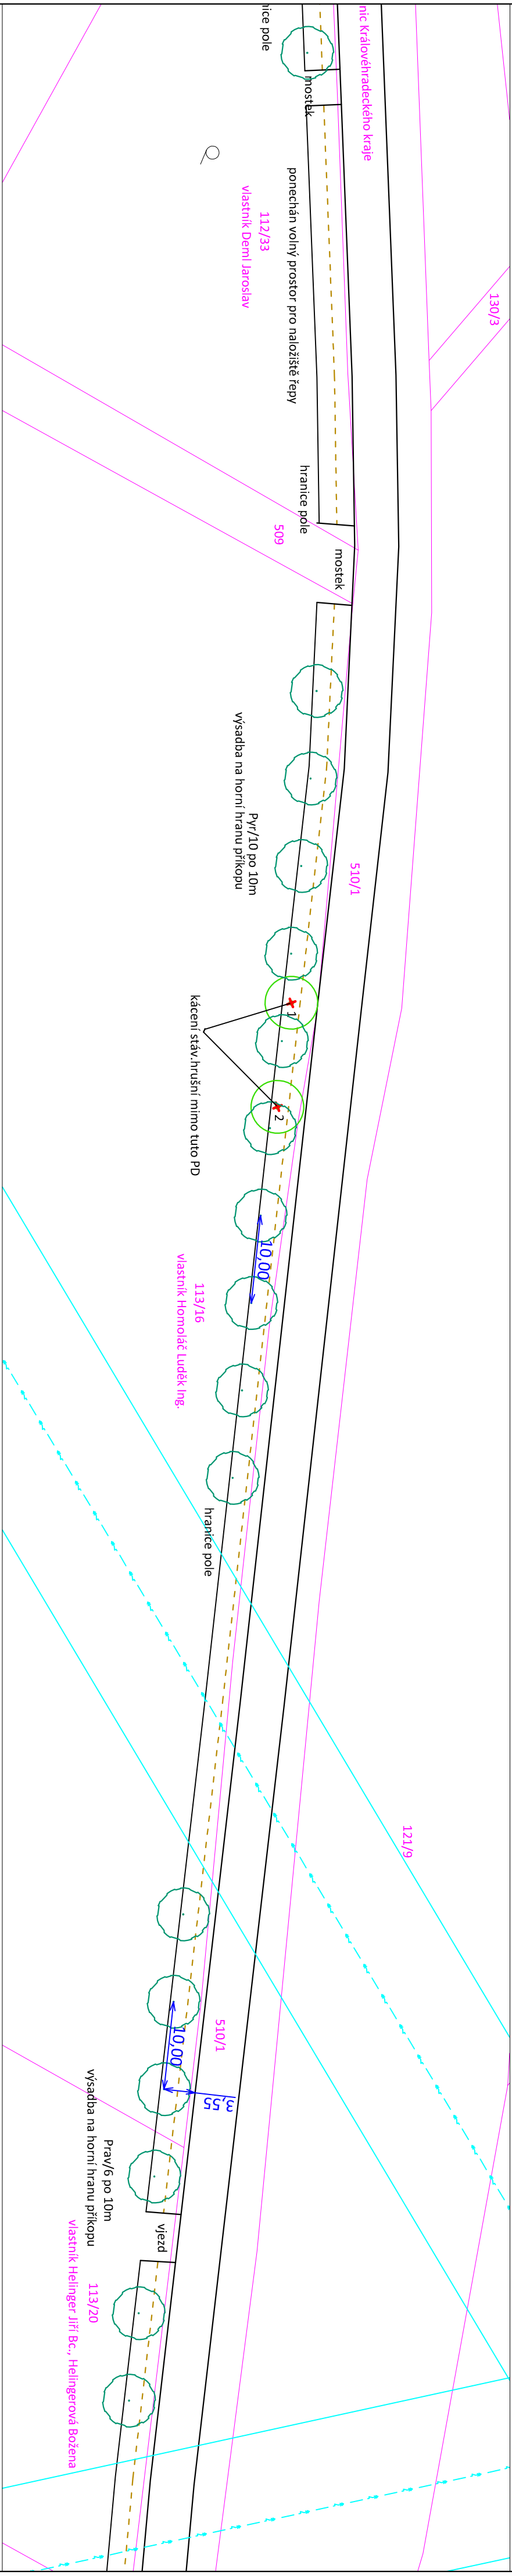 nice pole
mostek
nic Královéhradeckého kraje
ponechán volný prostor pro naložiště řepy
112/33
vlastník Deml Jaroslav
130/3
hranice pole
509
mostek
Pyr/10 po 10m
výsadba na horní hranu příkopu
510/1
1
2
kácení stáv.hrušní mimo tuto PD
10,00
113/16
vlastník Homoláč Luděk Ing.
hranice pole
121/9
510/1
10,00
3,55
Prav/6 po 10m
výsadba na horní hranu příkopu
vjezd
113/20
vlastník Helinger Jiří Bc., Helingerová Božena